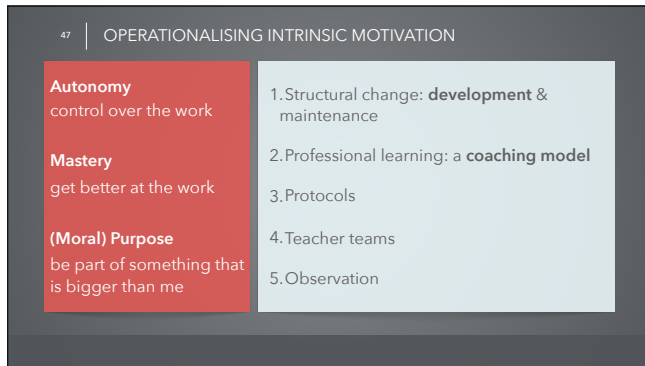 47 OPERATIONALISING INTRINSIC MOTIVATION
Autonomy
control over the work
Mastery
get better at the work
(Moral) Purpose
be part of something that
is bigger than me
1.Structural change: development &
maintenance
2.Professional learning: a coaching model
3.Protocols
4.Teacher teams
5.Observation